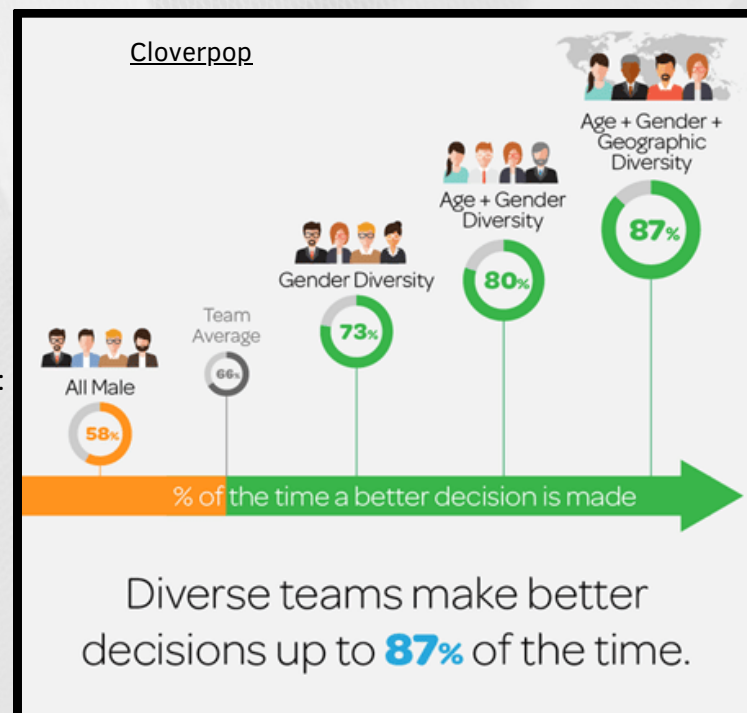 Cloverpop
Age + Gender +
Geographic
Diversity
87%
Age + Gender
Diversity
80%
Gender Diversity
73%
Team
Average
66%
All Male
58%
:
% of the time a better decision is made
Diverse teams make better
decisions up to 87% of the time.